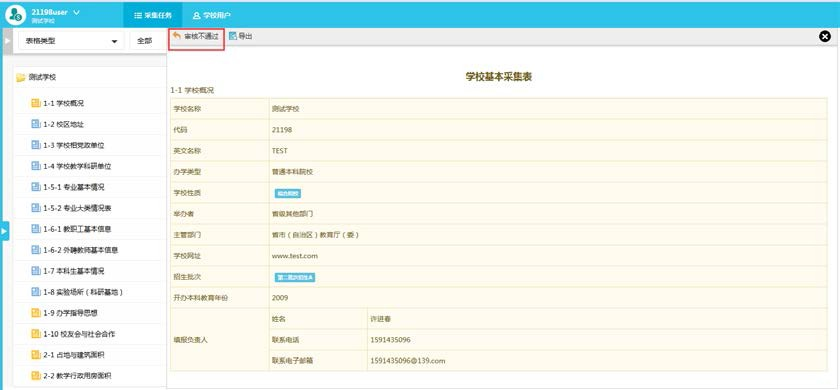 21198user
测试学校
采集任务
学校用户
表格类型
全部
审核不通过
导出
测试学校
1-1 学校概况
1-2 校区地址
1-3 学校相党政单位
1-4 学校教学科研单位
1-5-1 专业基本情况
1-5-2 专业大类情况表
1-6-1 教职工基本信息
1-6-2 外聘教师基本信息
1-7 本科生基本情况
1-8 实验场所（科研基地）
1-9 办学指导思想
1-10 校友会与社会合作
2-1 占地与建筑面积
2-2 教学行政用房面积
学校基本采集表
1-1 学校概况
学校名称 测试学校
代码 21198
英文名称 TEST
办学类型 普通本科院校
学校性质 综合院校
举办者 省级其他部门
主管部门 省市（自治区）教育厅（委）
学校网址 www.test.com
招生批次 第二批次招生A
开办本科教育年份 2009
填报负责人
姓名 许进春
联系电话 1591435096
联系电子邮箱 1591435096@139.com